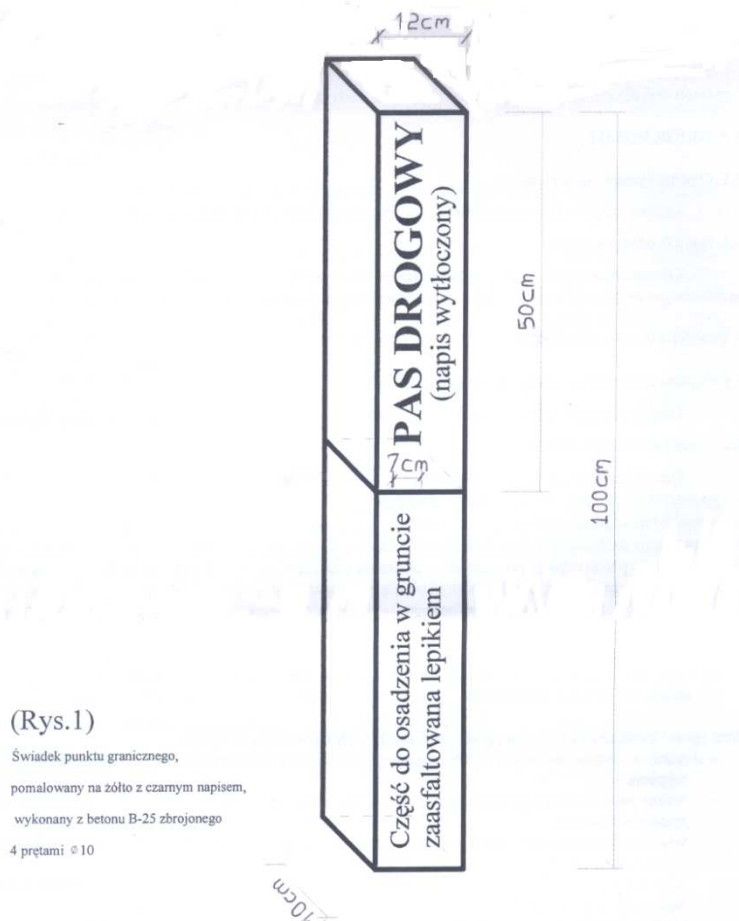 12cm
PAS DROGOWY
(napis wytłoczony)
50cm
7cm
100cm
Część do osadzenia w gruncie
zaasfaltowana lepikiem
(Rys.1)
Świadek punktu granicznego,
pomalowany na żółto z czarnym napisem,
wykonany z betonu B-25 zbrojonego
4 prętami ⌀10
10cm